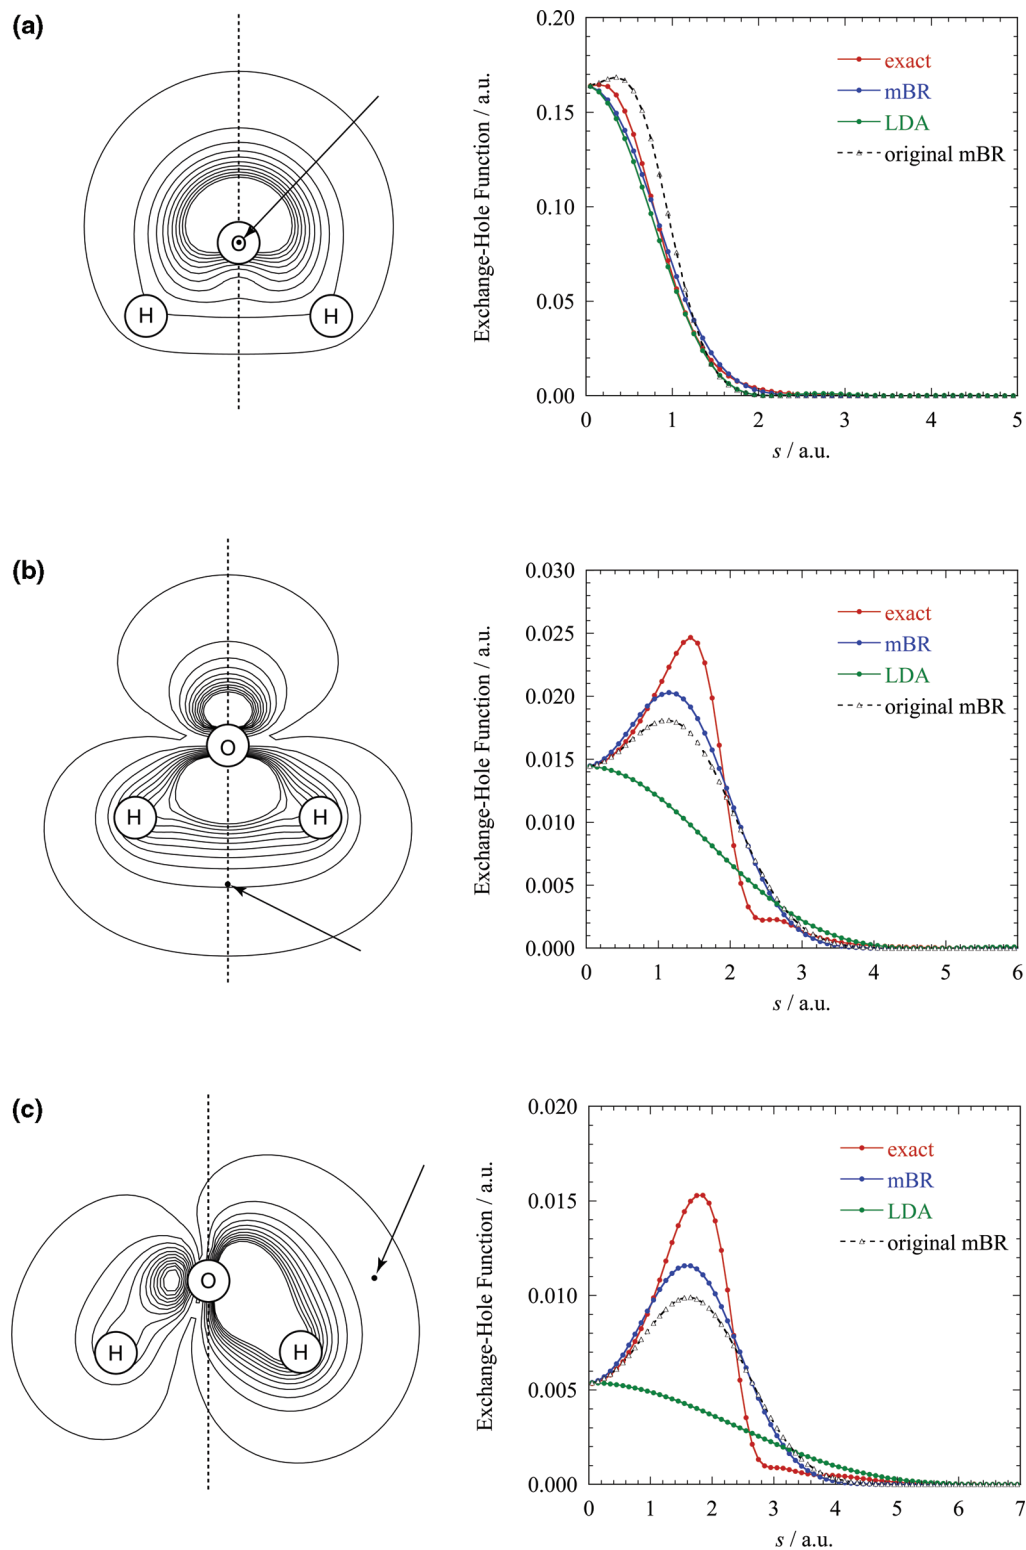 (a)
H
H
Exchange-Hole Function / a.u.
0.20
0.15
0.10
0.05
0.00
0 1 2 3 4 5
s / a.u.
exact
mBR
LDA
original mBR
(b)
O
H
H
Exchange-Hole Function / a.u.
0.030
0.025
0.020
0.015
0.010
0.005
0.000
0 1 2 3 4 5 6
s / a.u.
exact
mBR
LDA
original mBR
(c)
O
H
H
Exchange-Hole Function / a.u.
0.020
0.015
0.010
0.005
0.000
0 1 2 3 4 5 6 7
s / a.u.
exact
mBR
LDA
original mBR